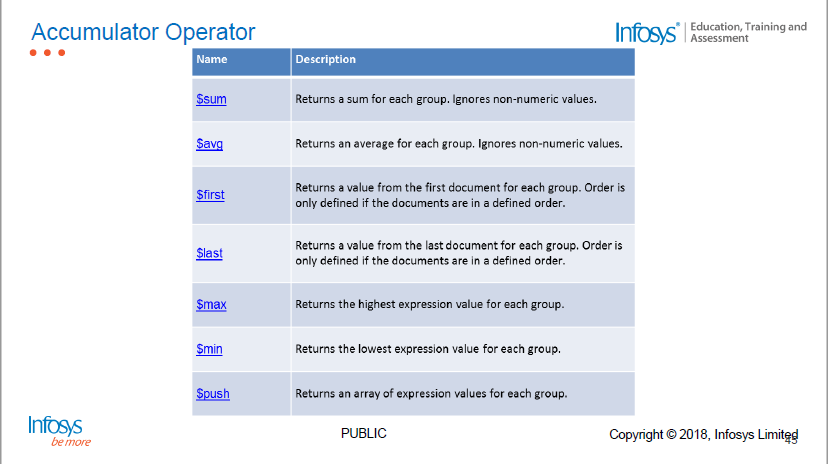 Accumulator Operator
Infosys® | Education, Training and
Assessment
Name Description
$sum Returns a sum for each group. Ignores non-numeric values.
$avg Returns an average for each group. Ignores non-numeric values.
$first Returns a value from the first document for each group. Order is
only defined if the documents are in a defined order.
$last Returns a value from the last document for each group. Order is
only defined if the documents are in a defined order.
$max Returns the highest expression value for each group.
$min Returns the lowest expression value for each group.
$push Returns an array of expression values for each group.
Infosys
be more
PUBLIC
Copyright © 2018, Infosys Limited
45